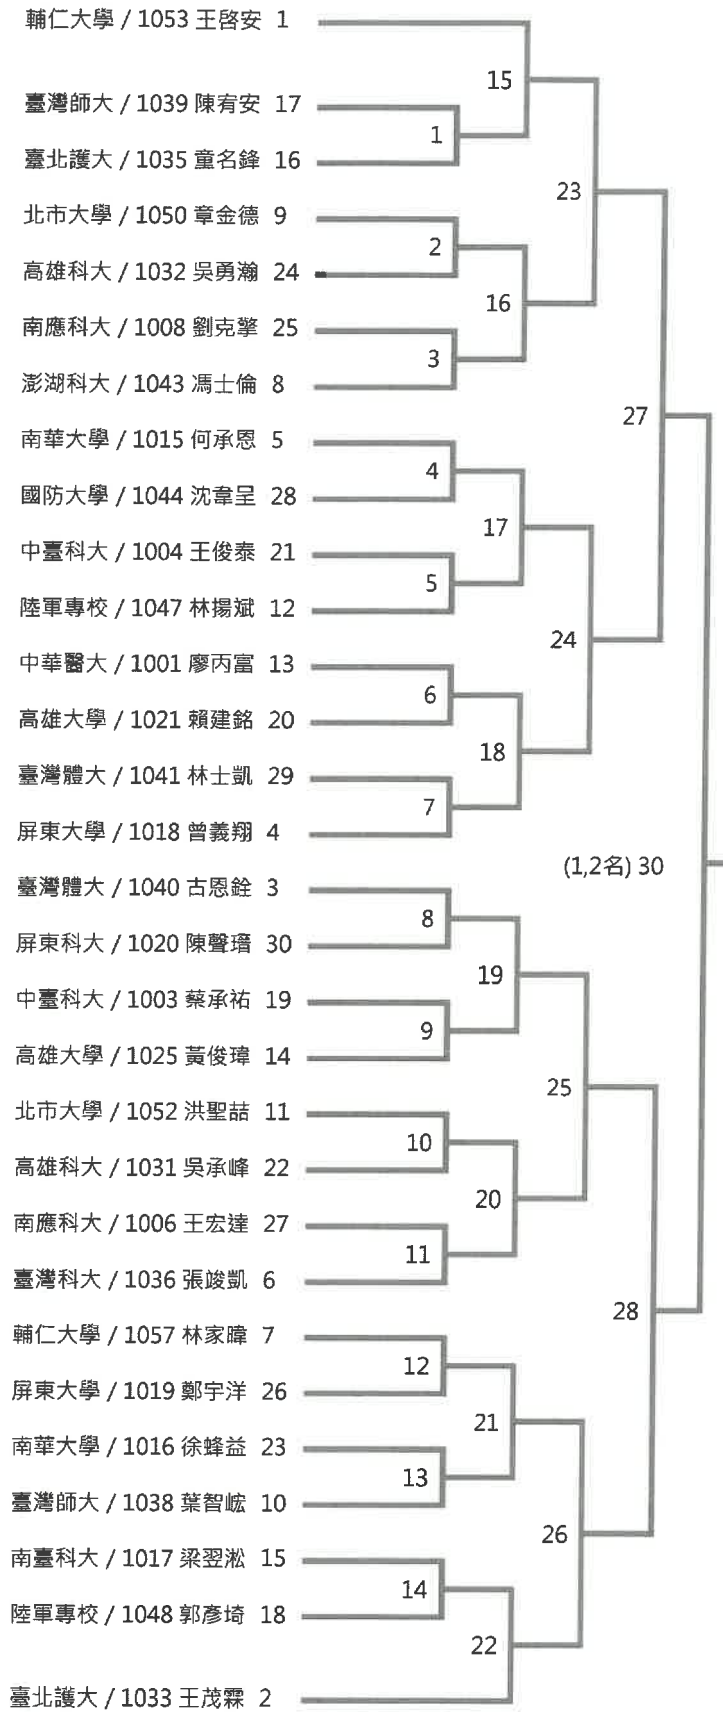 輔仁大學 / 1053 王啓安 1
15
臺灣師大 / 1039 陳宥安 17
1
臺北護大 / 1035 童名鋒 16
23
北市大學 / 1050 章金德 9
2
高雄科大 / 1032 吳勇瀚 24
16
南應科大 / 1008 劉克擎 25
3
澎湖科大 / 1043 馮士倫 8
27
南華大學 / 1015 何承恩 5
4
國防大學 / 1044 沈韋呈 28
17
中臺科大 / 1004 王俊泰 21
5
陸軍專校 / 1047 林揚斌 12
24
中華醫大 / 1001 廖丙富 13
6
高雄大學 / 1021 賴建銘 20
18
臺灣體大 / 1041 林士凱 29
7
屏東大學 / 1018 曾義翔 4
(1,2名) 30
臺灣體大 / 1040 古恩銓 3
8
屏東科大 / 1020 陳聲瑨 30
19
中臺科大 / 1003 蔡承祐 19
9
高雄大學 / 1025 黃俊瑋 14
25
北市大學 / 1052 洪聖喆 11
10
高雄科大 / 1031 吳承峰 22
20
南應科大 / 1006 王宏達 27
11
臺灣科大 / 1036 張竣凱 6
28
輔仁大學 / 1057 林家暐 7
12
屏東大學 / 1019 鄭宇洋 26
21
南華大學 / 1016 徐蜂益 23
13
臺灣師大 / 1038 葉智峵 10
26
南臺科大 / 1017 梁翌淞 15
14
陸軍專校 / 1048 郭彥埼 18
22
臺北護大 / 1033 王茂霖 2